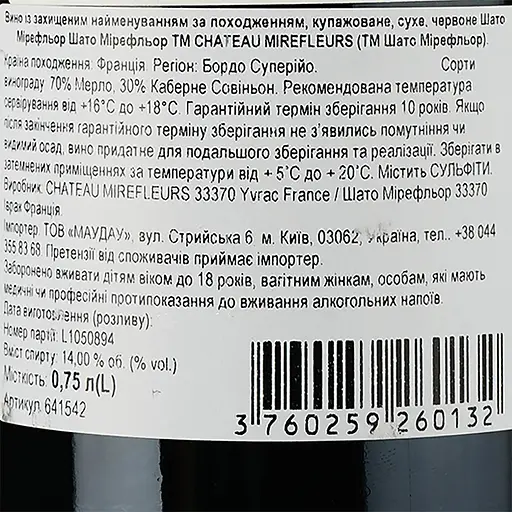 Вино із захищеним найменуванням за походженням, купажоване, сухе, червоне Шато
Мірефльор Шато Мірефльор ТМ CHATEAU MIREFLEURS (ТМ Шато Мірефльор).
Країна походження: Франція. Регіон: Бордо Суперійо. Сорти
винограду 70% Мерло, 30% Каберне Совіньон. Рекомендована температура
сервірування від +16°С до +18°С. Гарантійний термін зберігання 10 років. Якщо
після закінчення гарантійного терміну зберігання не з'явились помутніння чи
видимий осад, вино придатне для подальшого зберігання та реалізації. Зберігати в
затемнених приміщеннях за температури від + 5°С до + 20°С. Містить СУЛЬФІТИ.
Виробник: CHATEAU MIREFLEURS 33370 Yvrac France / Шато Мірефльор 33370
Іврак Франція.
Імпортер: ТОВ «МАУДАУ», вул. Стрийська 6 м. Київ, 03062, Україна, тел.. +38 044
355 83 68. Претензії від споживачів приймає імпортер.
Заборонено вживати дітям віком до 18 років, вагітним жінкам, особам, які мають
медичні чи професійні протипоказання до вживання алкогольних напоїв.
Дата виготовлення (розливу):
Номер партії: L1050894
Вміст спирту: 14,00 % об. (% vol.)
Місткість: 0,75 л(L)
Артикул: 641542
3 760259 260132